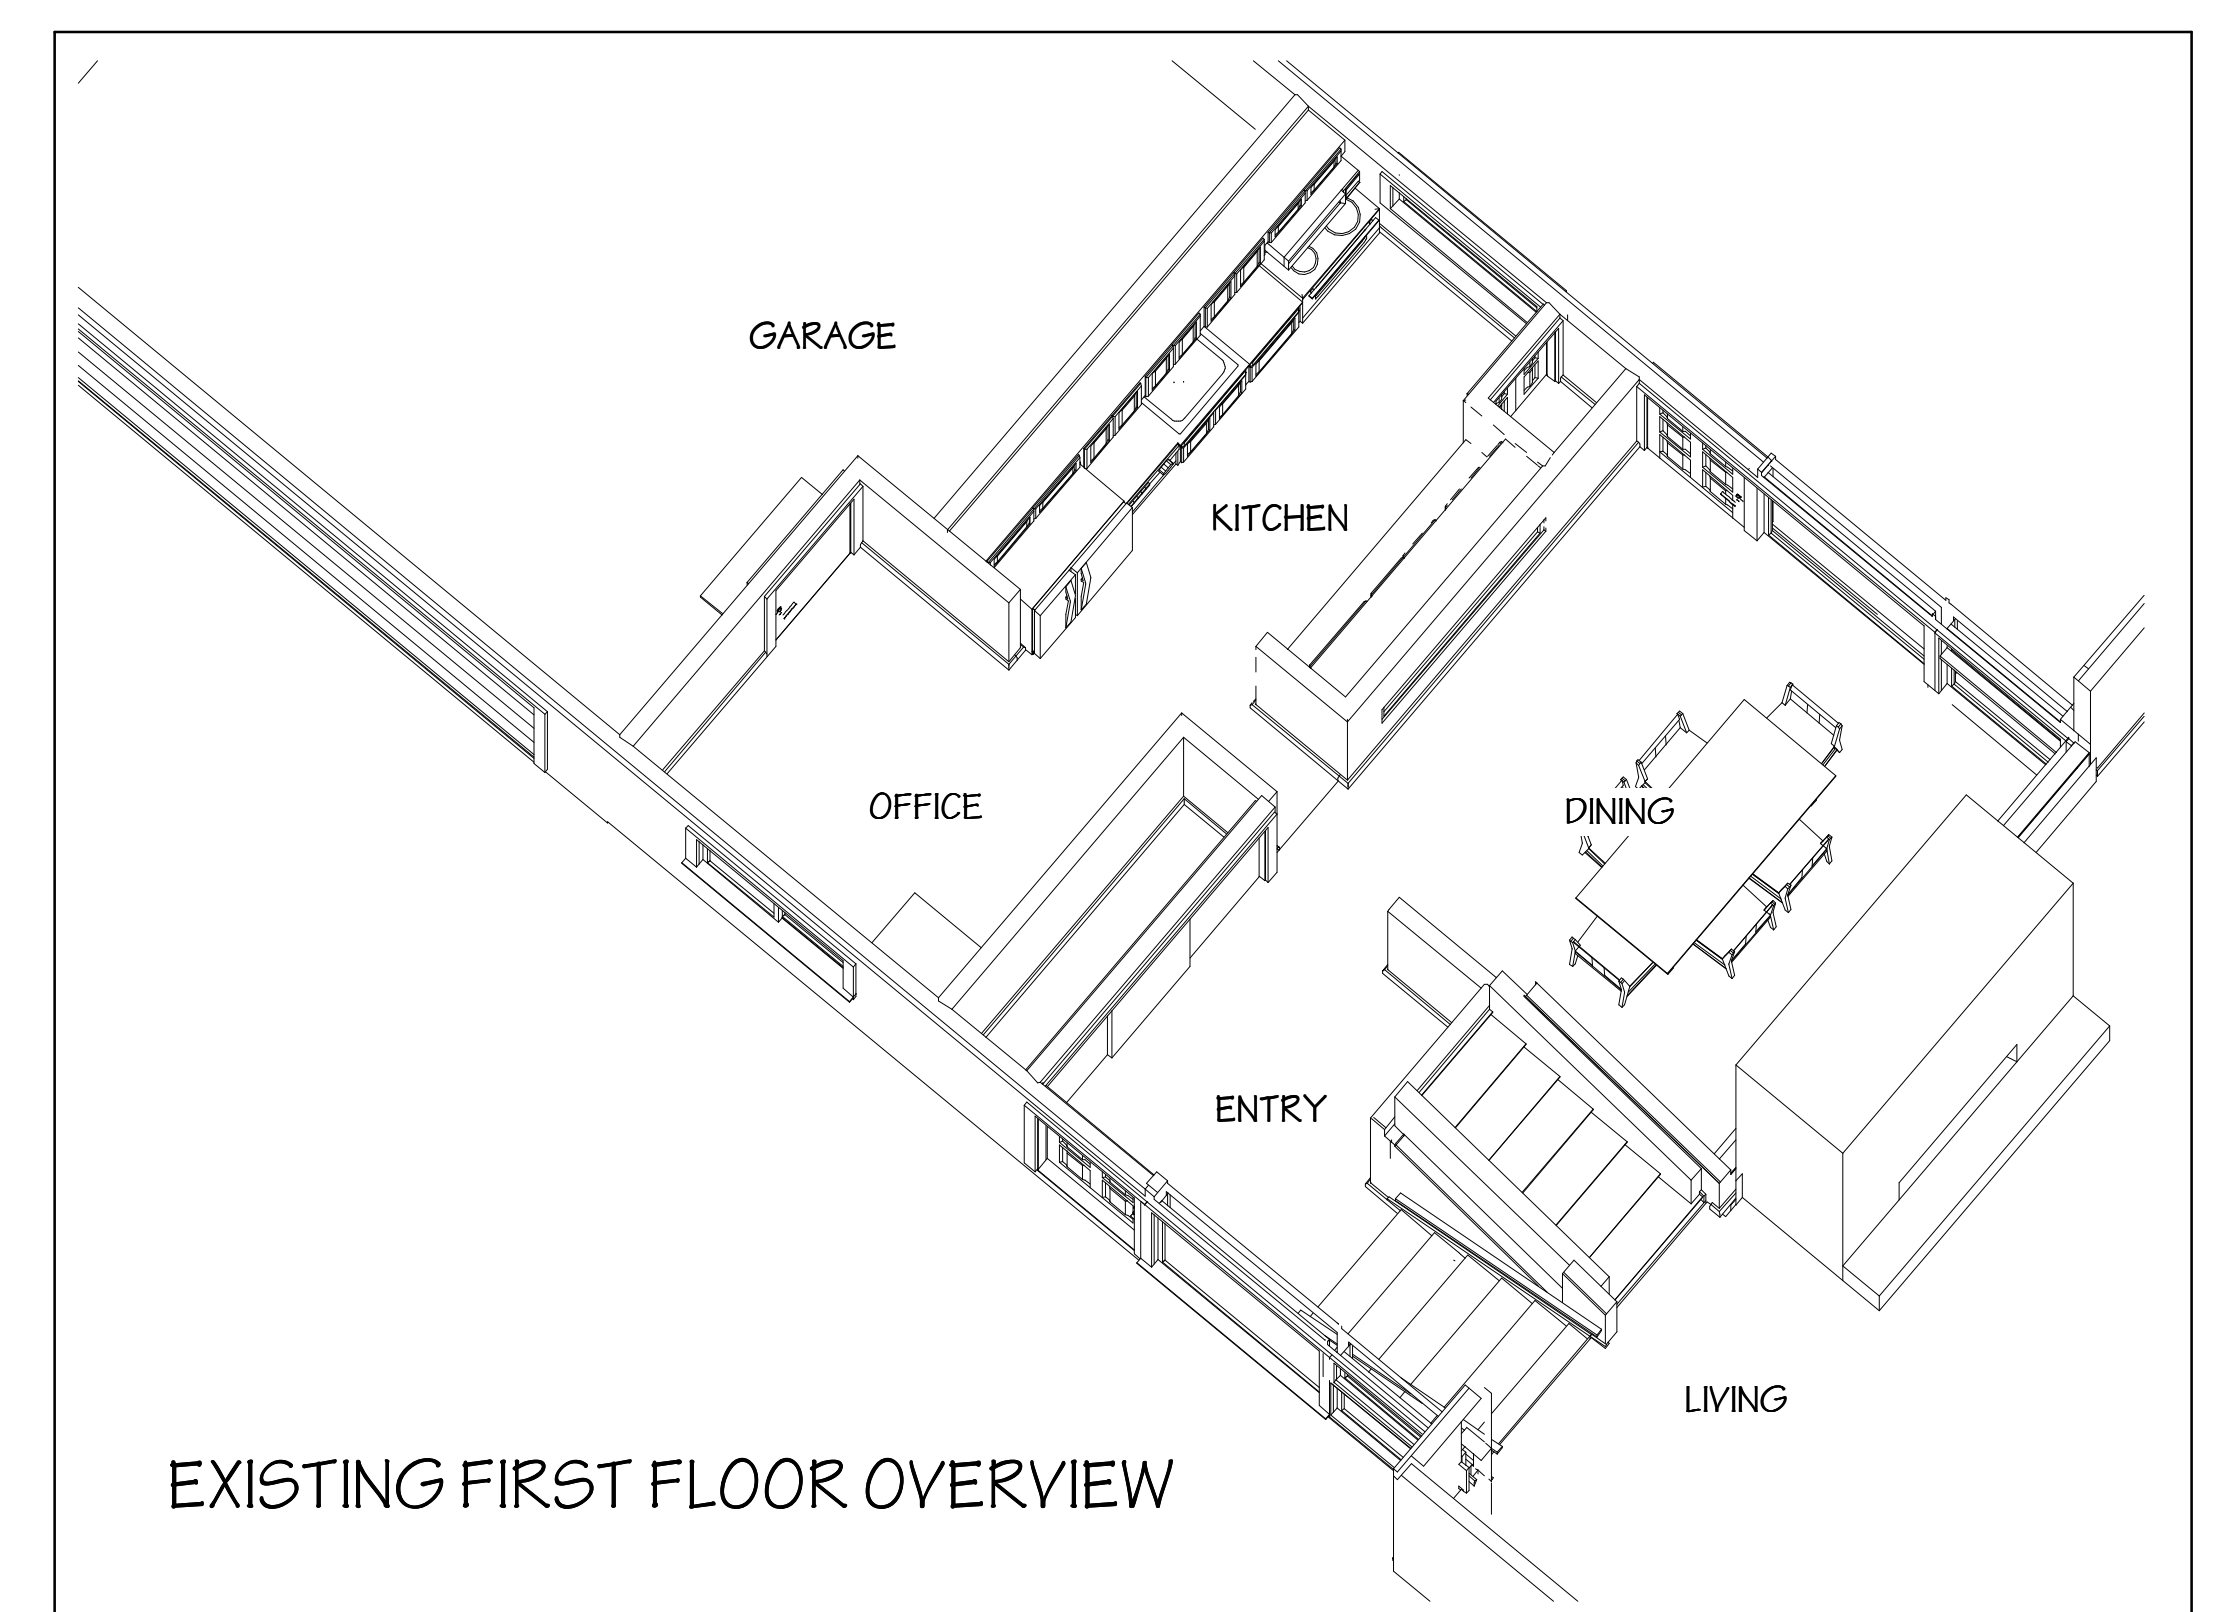 GARAGE
KITCHEN
OFFICE
DINING
ENTRY
LIVING
EXISTING FIRST FLOOR OVERVIEW